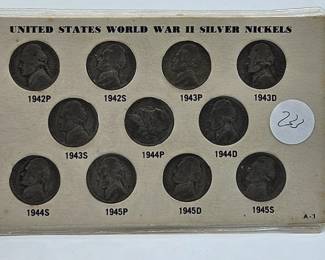 UNITED STATES WORLD WAR II SILVER NICKELS
1942P 1942S 1943P 1943D
1943S 1944P 1944D
1944S 1945P 1945D 1945S
A-1